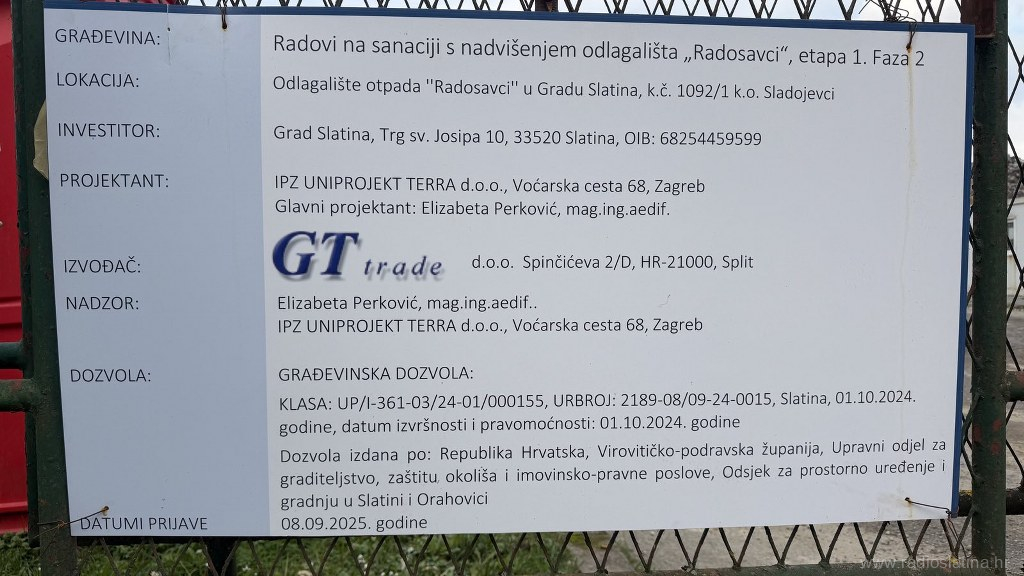 GRAĐEVINA: Radovi na sanaciji s nadvišenjem odlagališta „Radosavci“, etapa 1. Faza 2
LOKACIJA: Odlagalište otpada "Radosavci" u Gradu Slatina, k.č. 1092/1 k.o. Sladojevci
INVESTITOR: Grad Slatina, Trg sv. Josipa 10, 33520 Slatina, OIB: 68254459599
PROJEKTANT: IPZ UNIPROJEKT TERRA d.o.o., Voćarska cesta 68, Zagreb
Glavni projektant: Elizabeta Perković, mag.ing.aedif.
IZVOĐAČ: GT trade d.o.o. Spinčićeva 2/D, HR-21000, Split
NADZOR: Elizabeta Perković, mag.ing.aedif..
IPZ UNIPROJEKT TERRA d.o.o., Voćarska cesta 68, Zagreb
DOZVOLA: GRAĐEVINSKA DOZVOLA:
KLASA: UP/I-361-03/24-01/000155, URBROJ: 2189-08/09-24-0015, Slatina, 01.10.2024.
godine, datum izvršnosti i pravomoćnosti: 01.10.2024. godine
Dozvola izdana po: Republika Hrvatska, Virovitičko-podravska županija, Upravni odjel za
graditeljstvo, zaštitu okoliša i imovinsko-pravne poslove, Odsjek za prostorno uređenje i
gradnju u Slatini i Orahovici
DATUMI PRIJAVE 08.09.2025. godine
www.radioslatina.hr